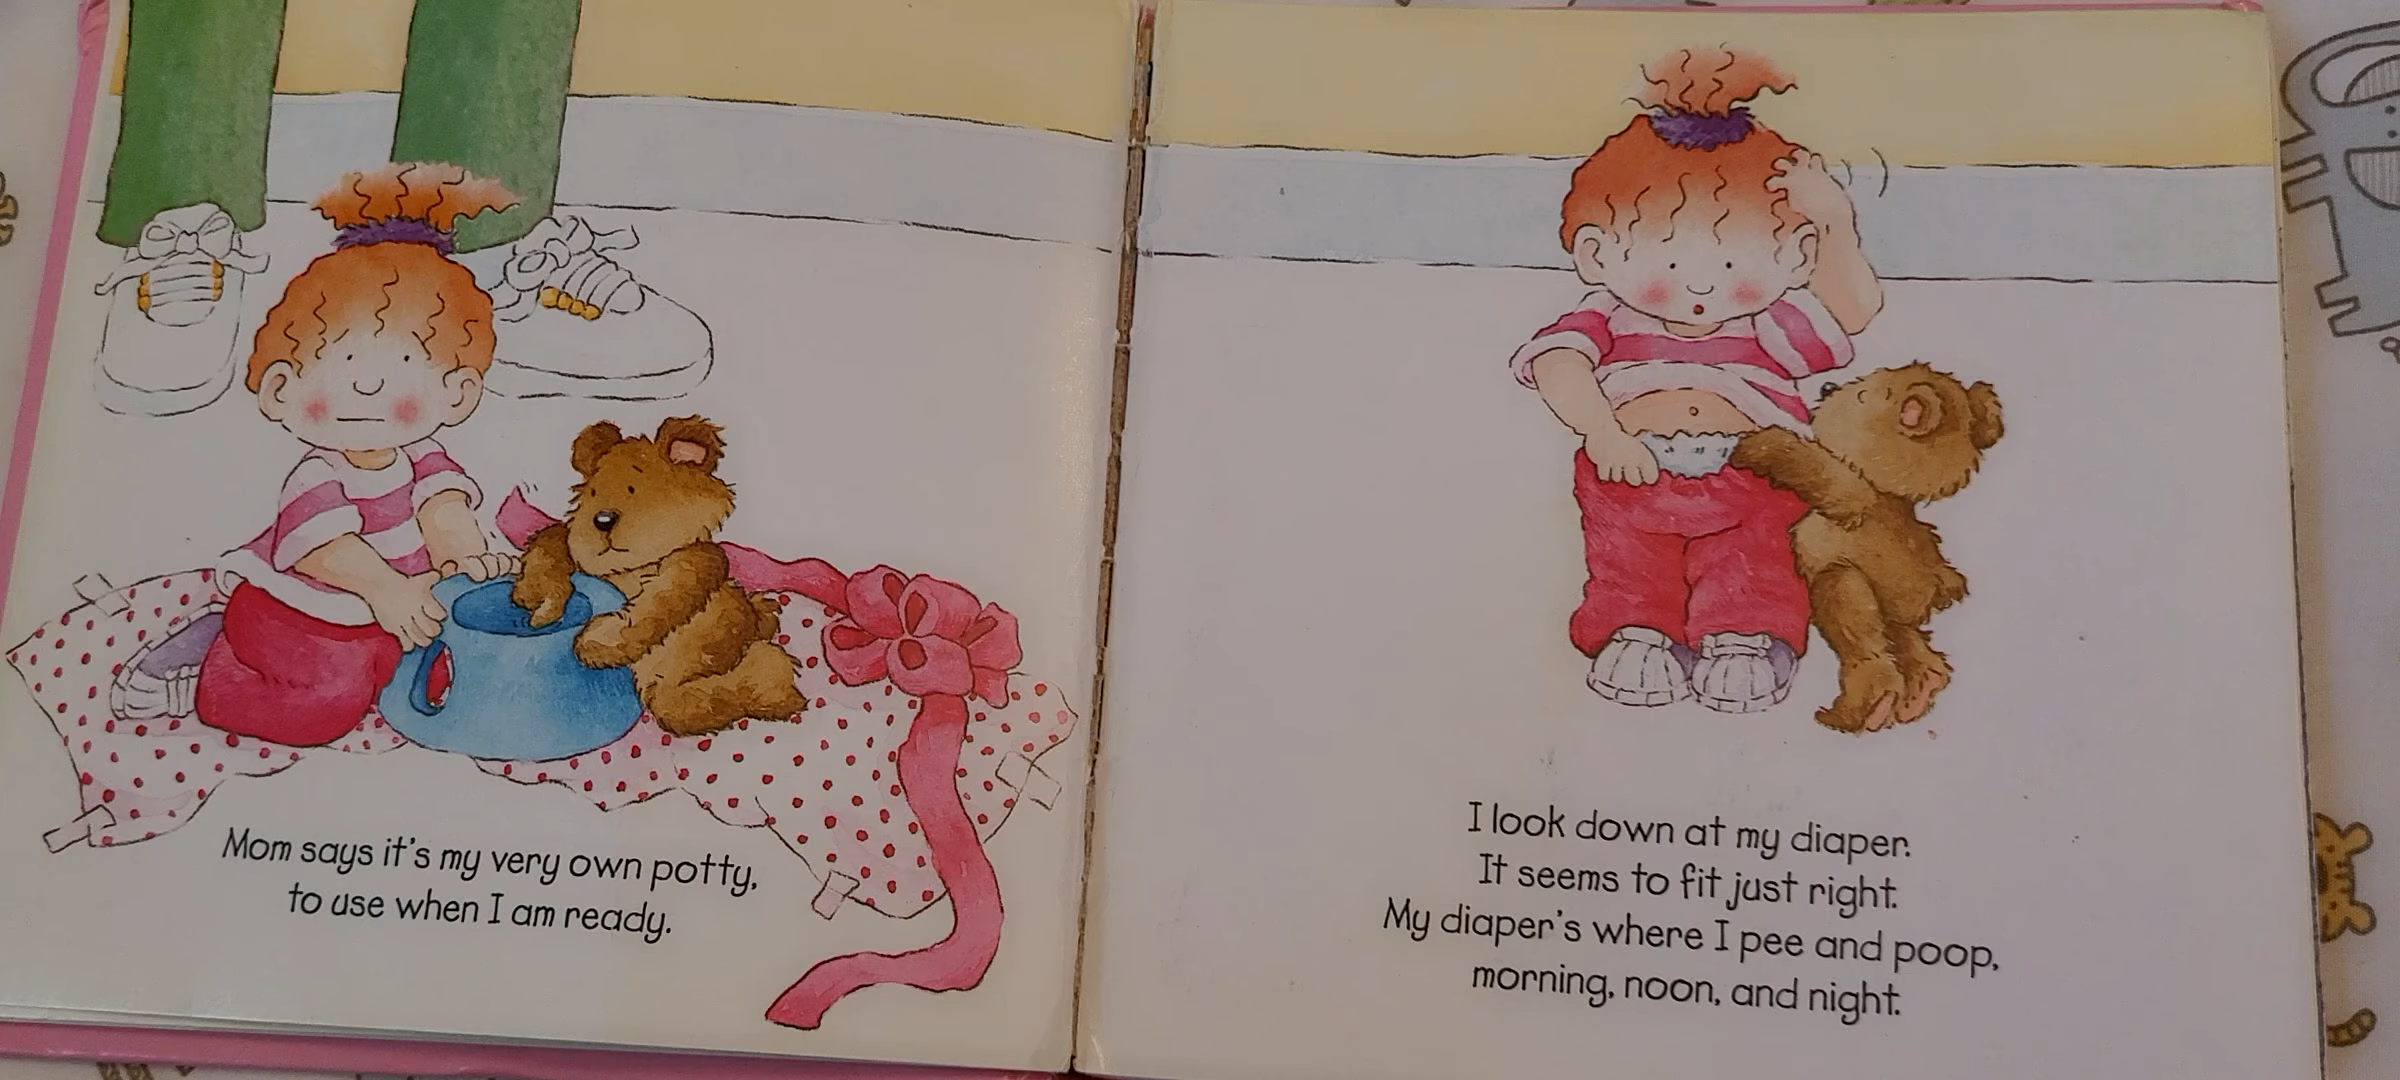 Mom says it's my very own potty,
to use when I am ready.
I look down at my diaper.
It seems to fit just right.
My diaper's where I pee and poop,
morning, noon, and night.